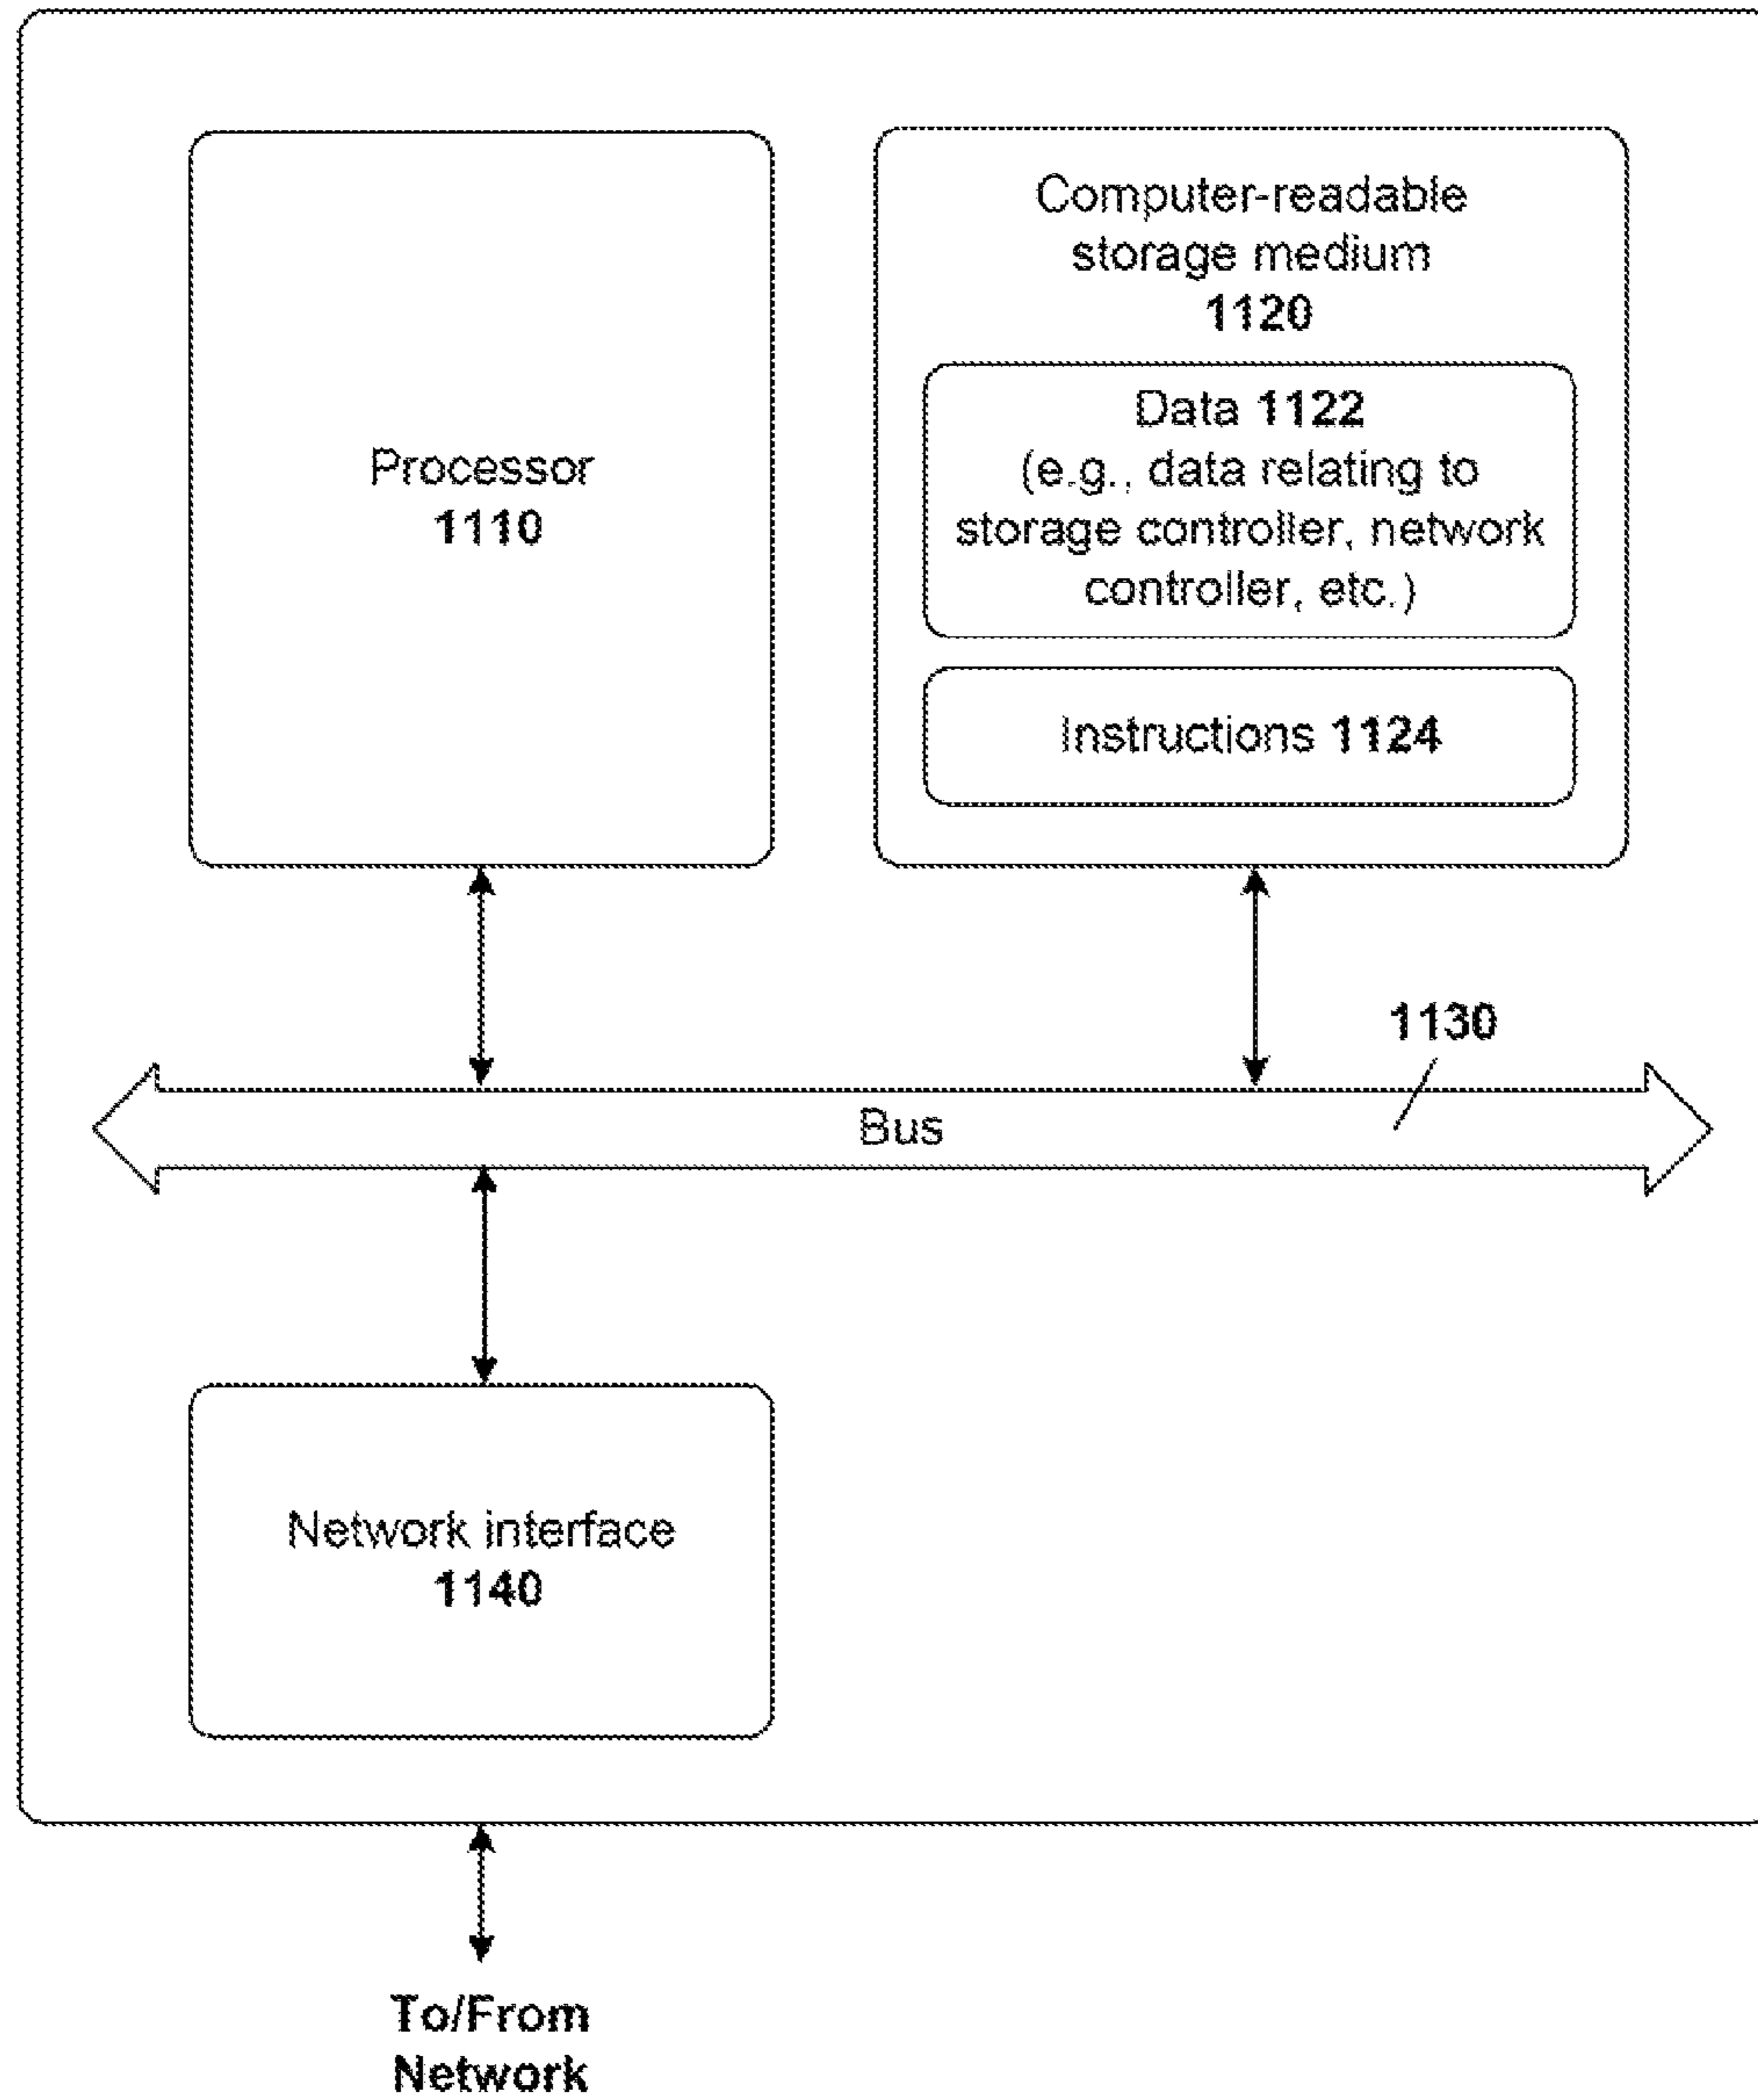 Processor
1110
Computer-readable
storage medium
1120
Data 1122
(e.g., data relating to
storage controller, network
controller, etc.)
Instructions 1124
1130
Bus
Network interface
1140
To/From
Network